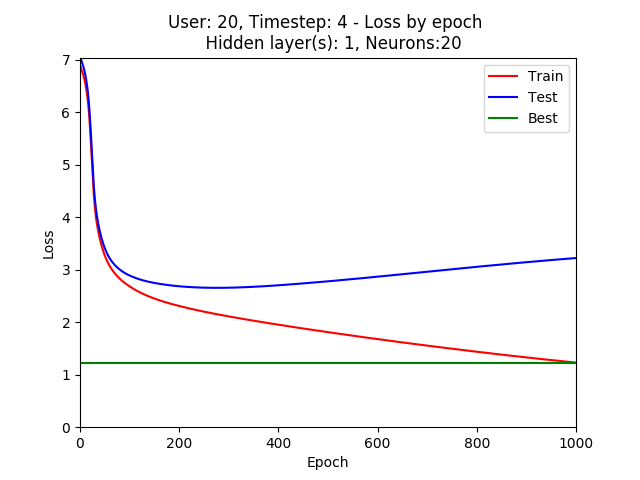 User: 20, Timestep: 4 - Loss by epoch
Hidden layer(s): 1, Neurons:20
Train
Test
Best
7
6
5
4
3
2
1
0
Loss
0
200
400
600
800
1000
Epoch